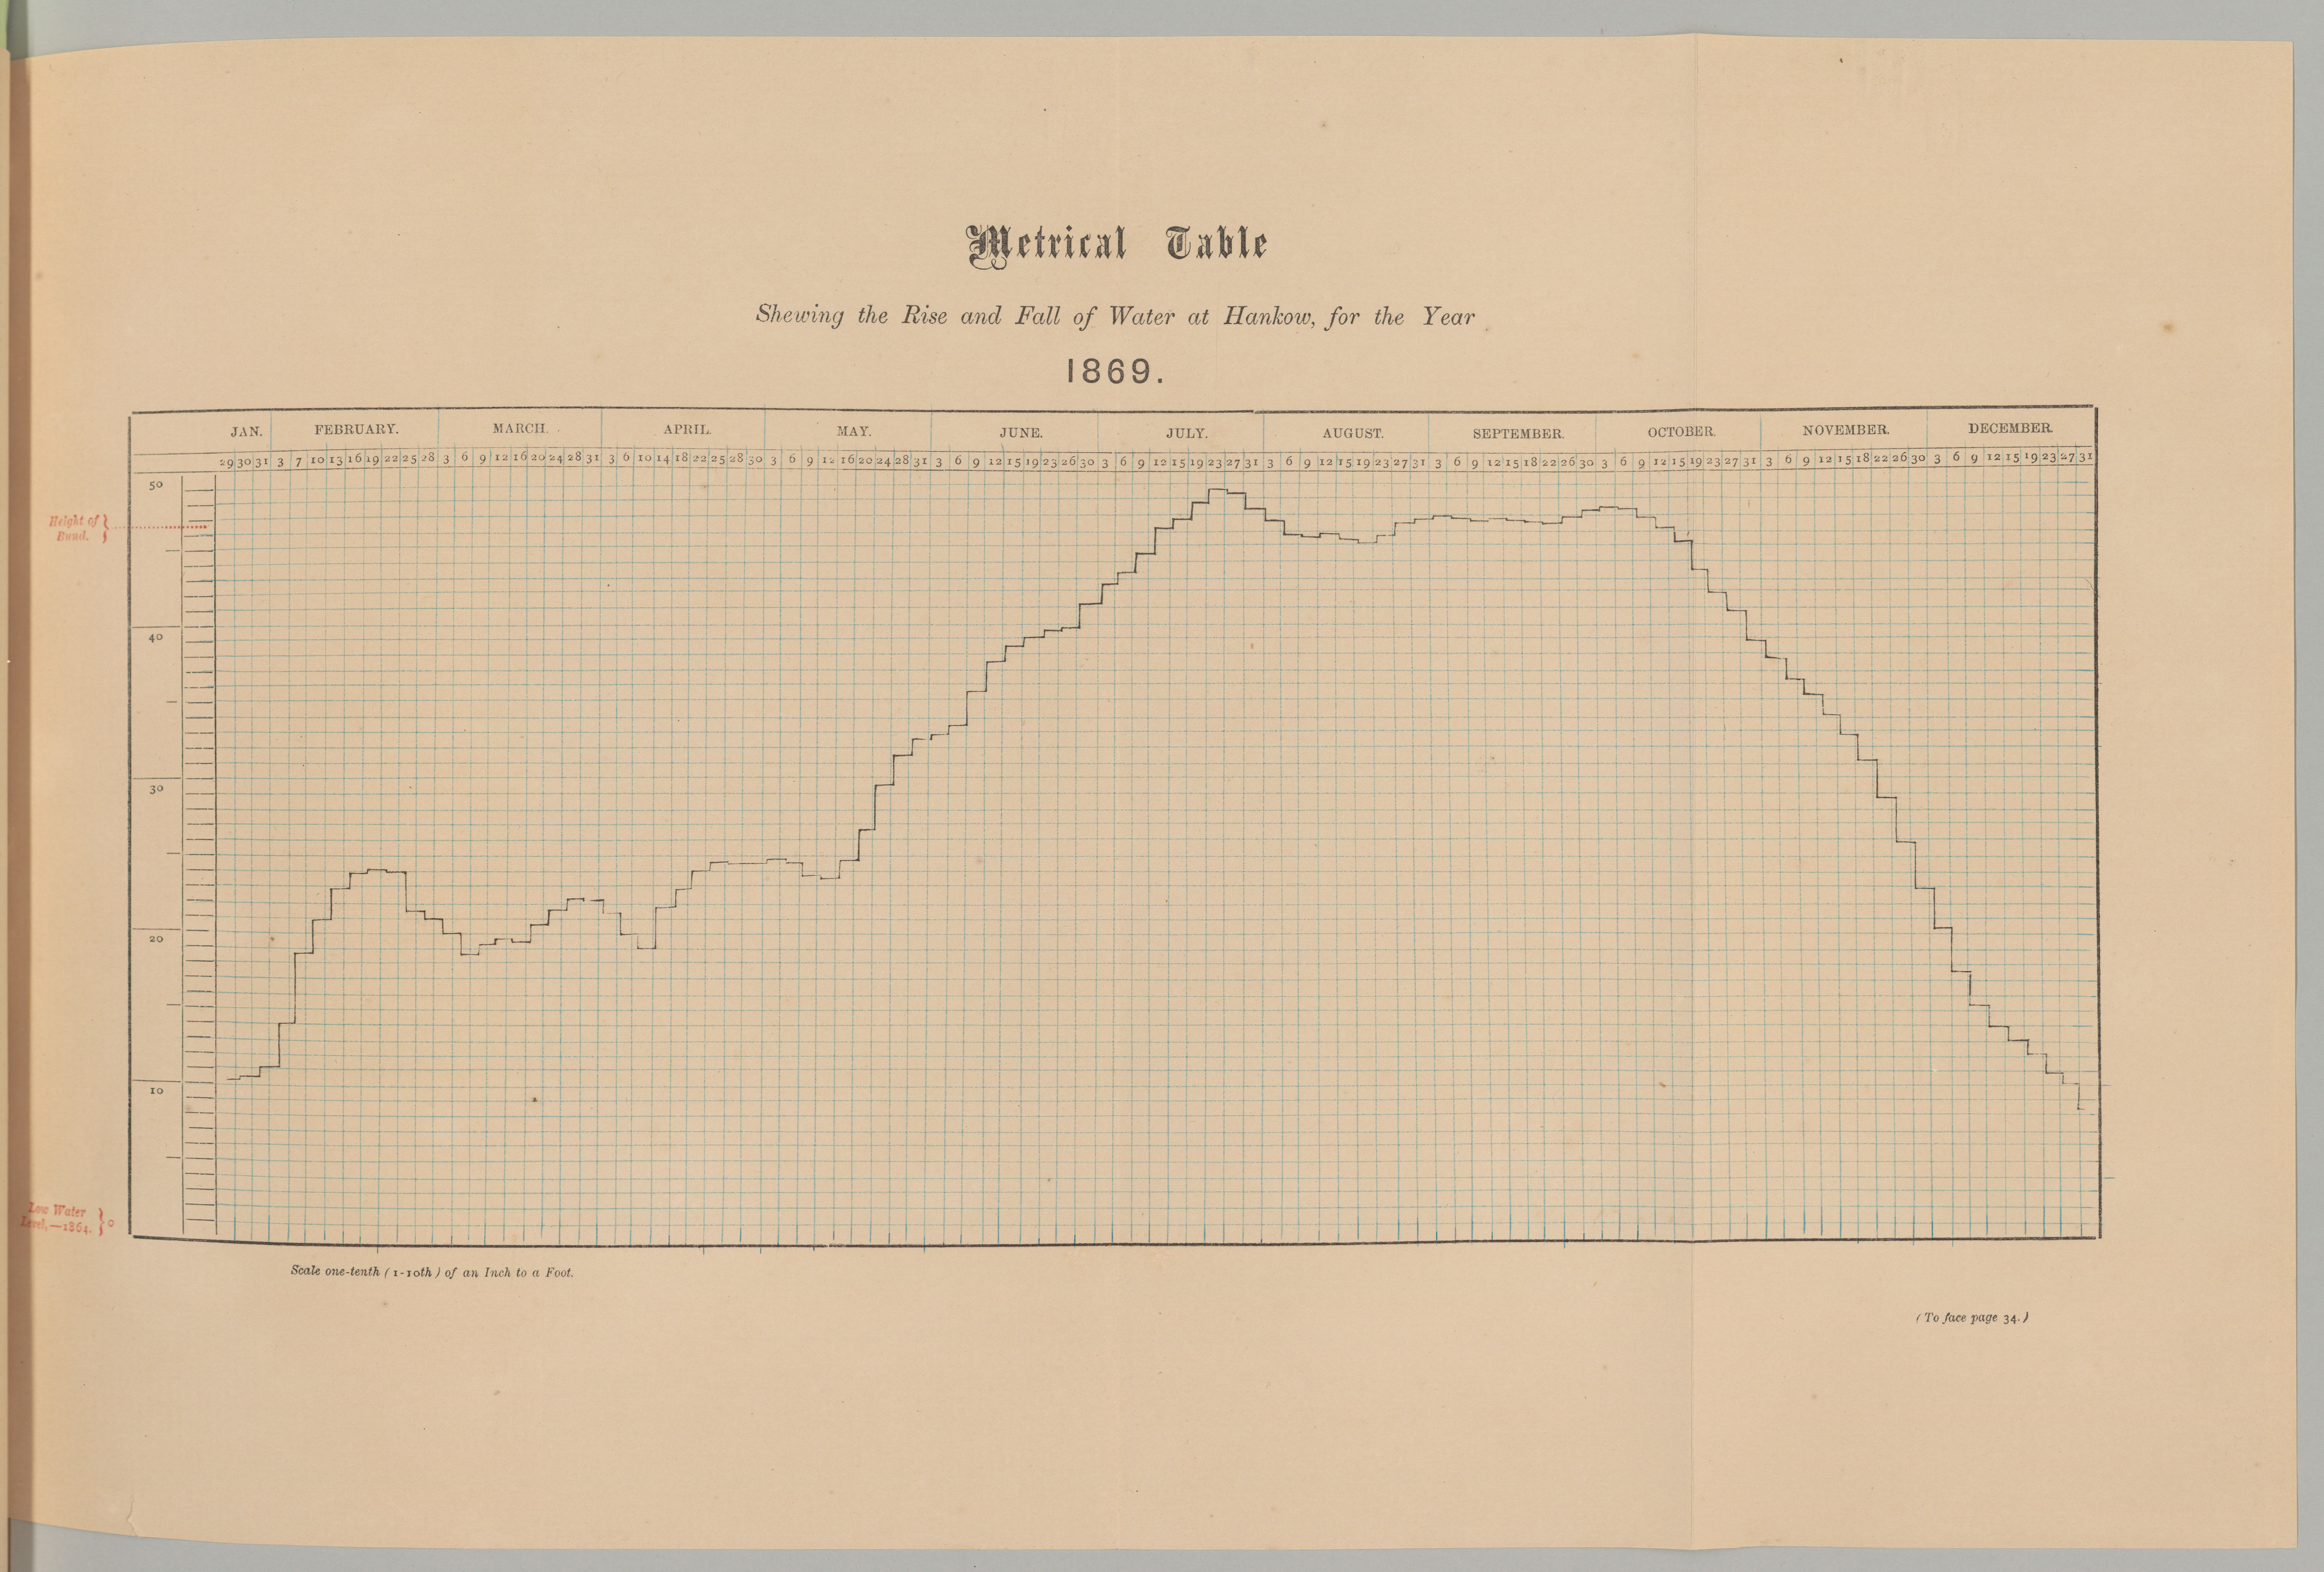 Metrical Table
Shewing the Rise and Fall of Water at Hankow, for the Year
1869.
JAN. FEBRUARY. MARCH. APRIL. MAY. JUNE. JULY. AUGUST. SEPTEMBER. OCTOBER. NOVEMBER. DECEMBER.
29 30 31 3 7 10 13 16 19 22 25 28 3 6 9 12 16 20 24 28 31 3 6 10 14 18 22 25 28 30 3 6 9 12 16 20 24 28 31 3 6 9 12 15 19 23 26 30 3 6 9 12 15 19 23 27 31 3 6 9 12 15 19 23 27 31 3 6 9 12 15 18 22 26 30 3 6 9 12 15 19 23 27 31 3 6 9 12 15 18 22 26 30 3 6 9 12 15 19 23 27 31
50
Height of
Bund.
40
30
20
10
Low Water
Level,—1864. 0
Scale one-tenth (1-10th) of an Inch to a Foot.
(To face page 34.)